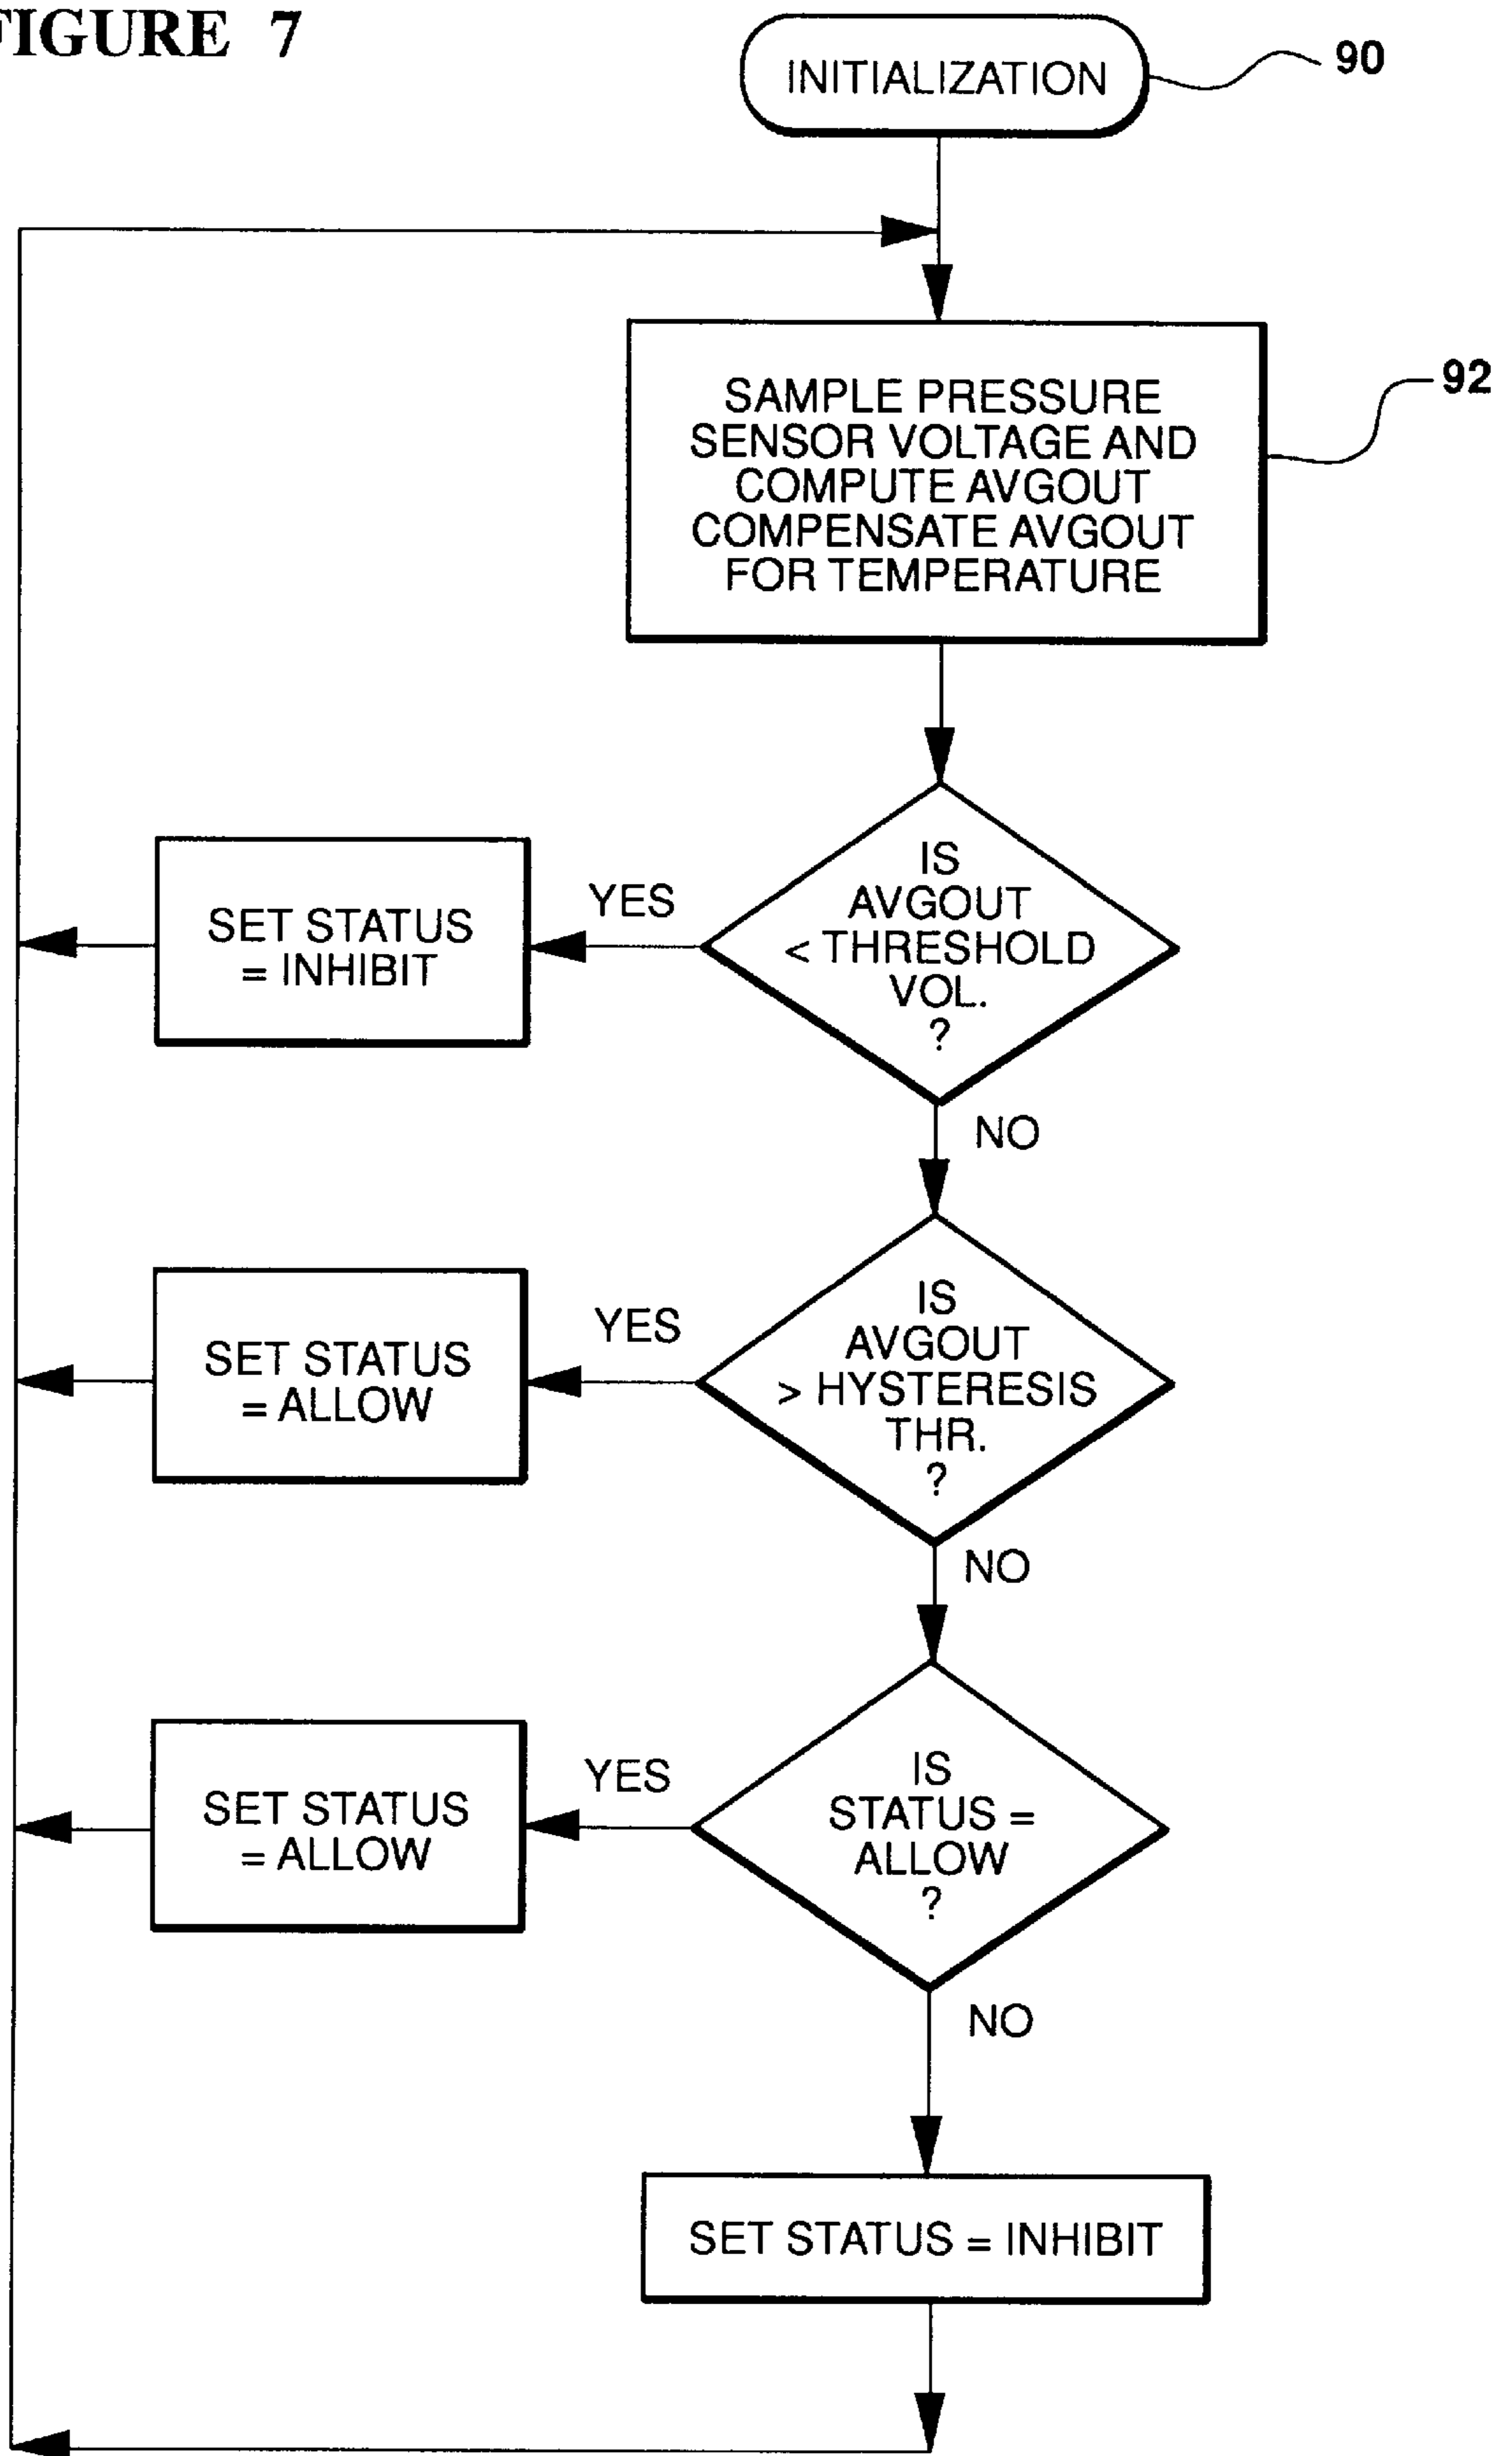 FIGURE 7
INITIALIZATION
90
SAMPLE PRESSURE
SENSOR VOLTAGE AND
COMPUTE AVGOUT
COMPENSATE AVGOUT
FOR TEMPERATURE
92
IS
AVGOUT
< THRESHOLD
VOL.
?
YES
SET STATUS
= INHIBIT
NO
IS
AVGOUT
> HYSTERESIS
THR.
?
YES
SET STATUS
= ALLOW
NO
IS
STATUS =
ALLOW
?
YES
SET STATUS
= ALLOW
NO
SET STATUS = INHIBIT